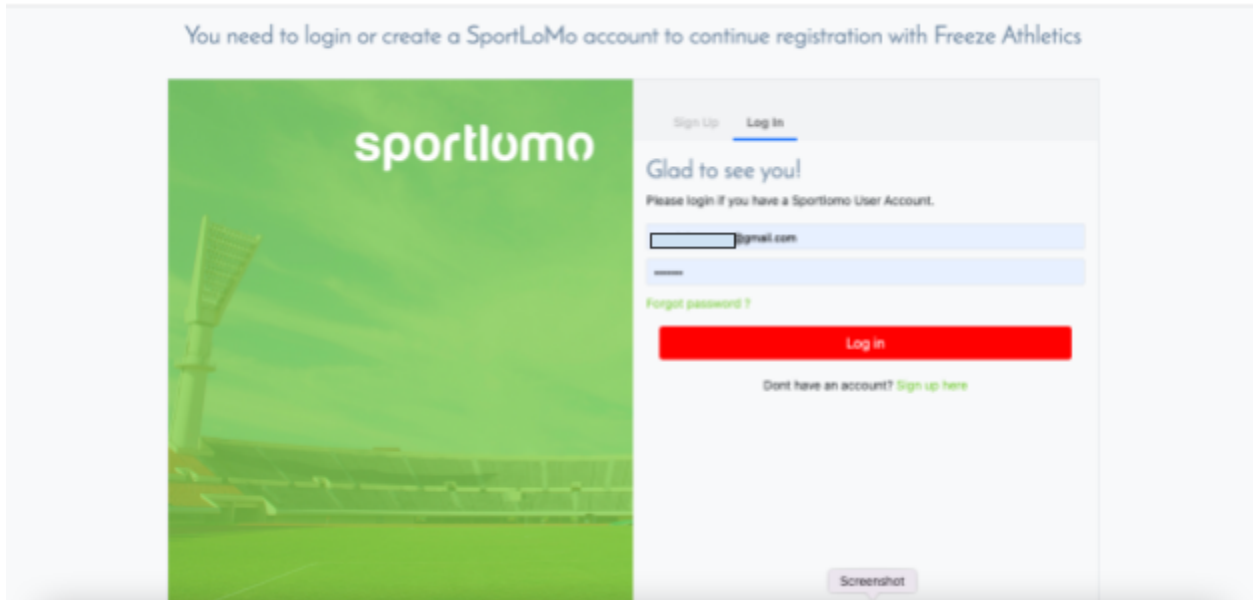 You need to login or create a SportLoMo account to continue registration with Freeze Athletics
sportlomo
Sign Up Log In
Glad to see you!
Please login if you have a Sportlomo User Account.
@gmail.com
Forgot password ?
Log in
Dont have an account? Sign up here
Screenshot